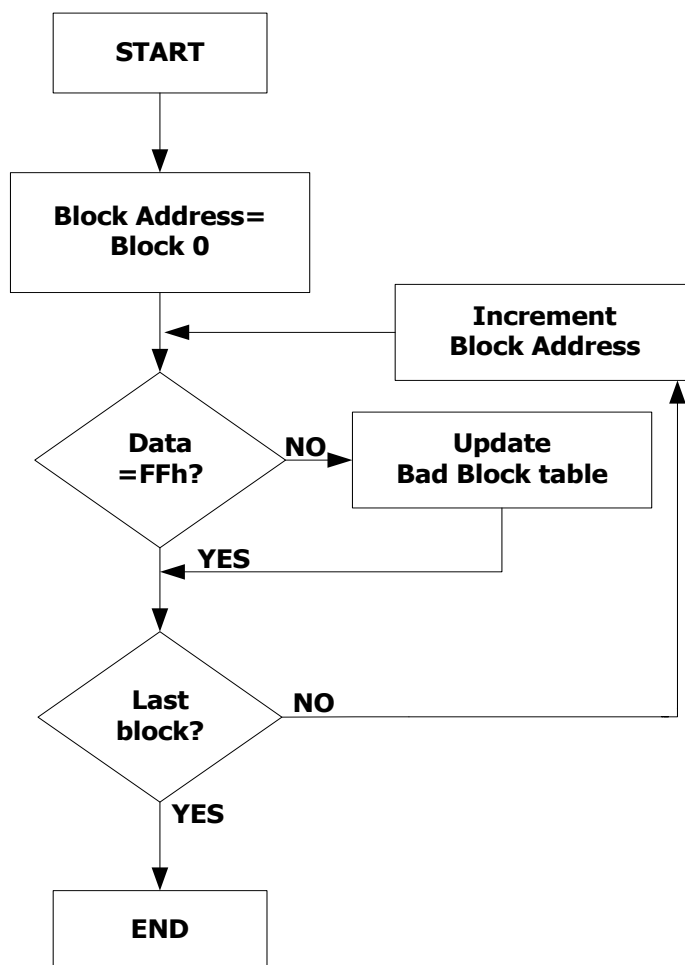 START
Block Address=
Block 0
Increment
Block Address
Data
=FFh?
NO
Update
Bad Block table
YES
Last
block?
NO
YES
END